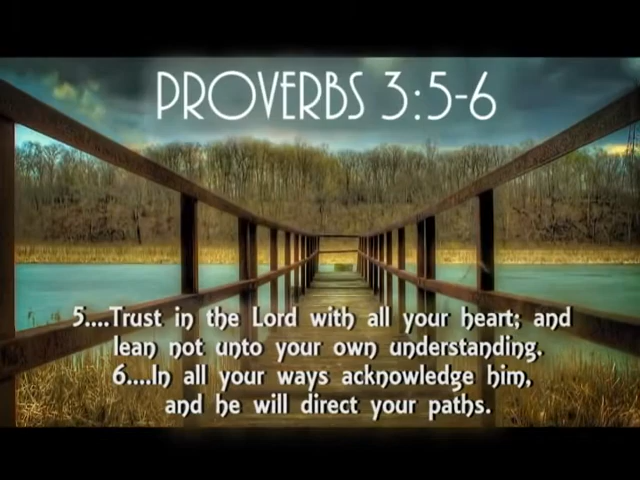 PROVERBS 3:5-6
5....Trust in the Lord with all your heart; and
lean not unto your own understanding.
6....In all your ways acknowledge him,
and he will direct your paths.